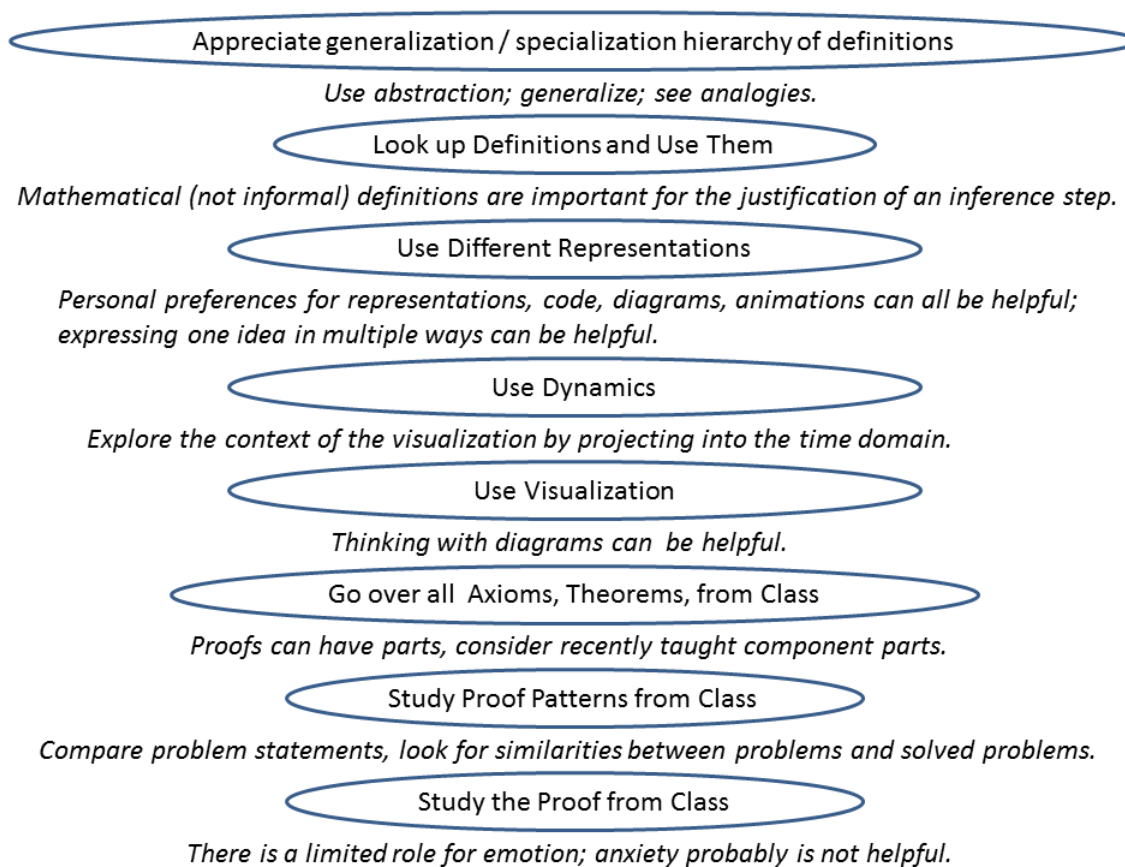 Appreciate generalization / specialization hierarchy of definitions
Use abstraction; generalize; see analogies.
Look up Definitions and Use Them
Mathematical (not informal) definitions are important for the justification of an inference step.
Use Different Representations
Personal preferences for representations, code, diagrams, animations can all be helpful;
expressing one idea in multiple ways can be helpful.
Use Dynamics
Explore the context of the visualization by projecting into the time domain.
Use Visualization
Thinking with diagrams can be helpful.
Go over all Axioms, Theorems, from Class
Proofs can have parts, consider recently taught component parts.
Study Proof Patterns from Class
Compare problem statements, look for similarities between problems and solved problems.
Study the Proof from Class
There is a limited role for emotion; anxiety probably is not helpful.